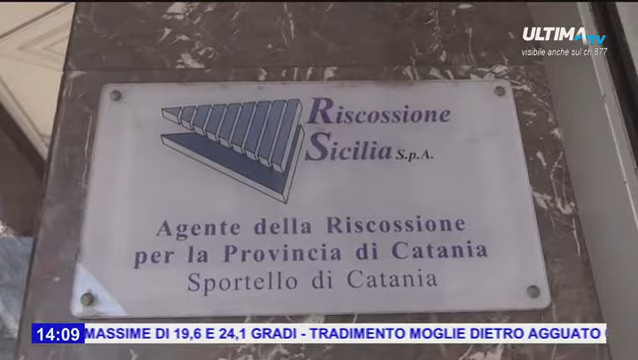 ULTIMA TV
visibile anche sul ch 877
Riscossione
Sicilia S.p.A.
Agente della Riscossione
per la Provincia di Catania
Sportello di Catania
14:09 MASSIME DI 19,6 E 24,1 GRADI - TRADIMENTO MOGLIE DIETRO AGGUATO